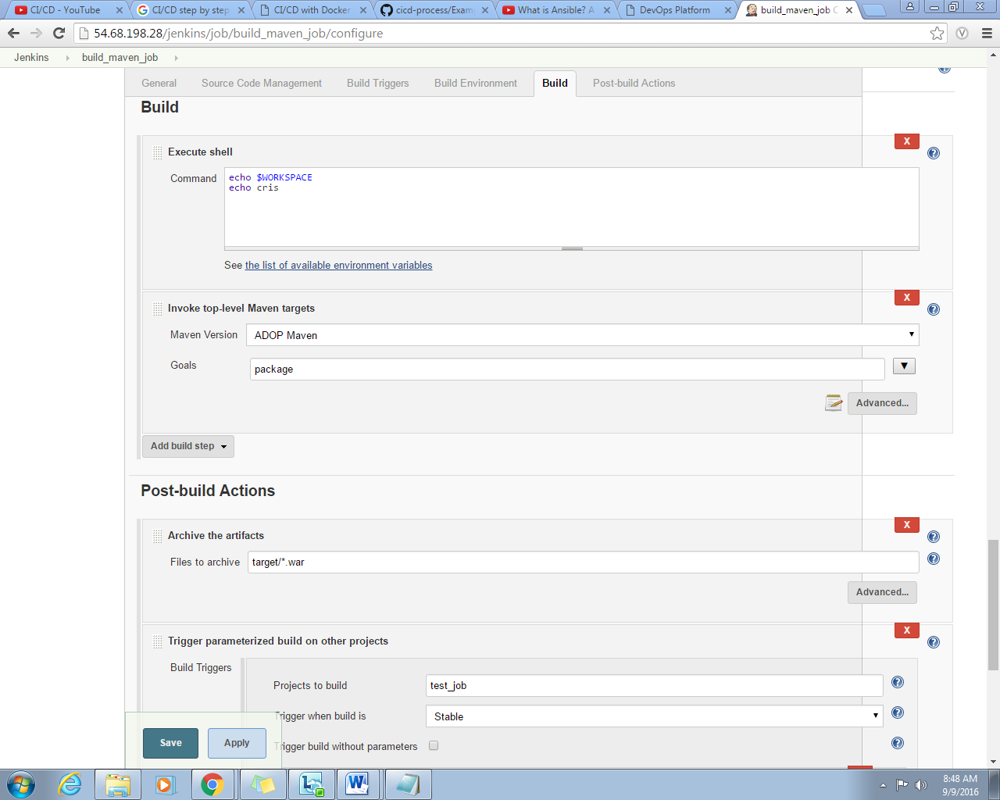 CI/CD - YouTube
CI/CD step by step
CI/CD with Docker
cicd-process/Exam
What is Ansible? A
DevOps Platform
build_maven_job C
54.68.198.28/jenkins/job/build_maven_job/configure
Jenkins
build_maven_job
General
Source Code Management
Build Triggers
Build Environment
Build
Post-build Actions
Build
X
Execute shell
Command
echo $WORKSPACE
echo cris
See the list of available environment variables
X
Invoke top-level Maven targets
Maven Version
ADOP Maven
Goals
package
Advanced...
Add build step
Post-build Actions
X
Archive the artifacts
Files to archive
target/*.war
Advanced...
X
Trigger parameterized build on other projects
Build Triggers
Projects to build
test_job
Trigger when build is
Stable
Trigger build without parameters
Save
Apply
8:48 AM
9/9/2016